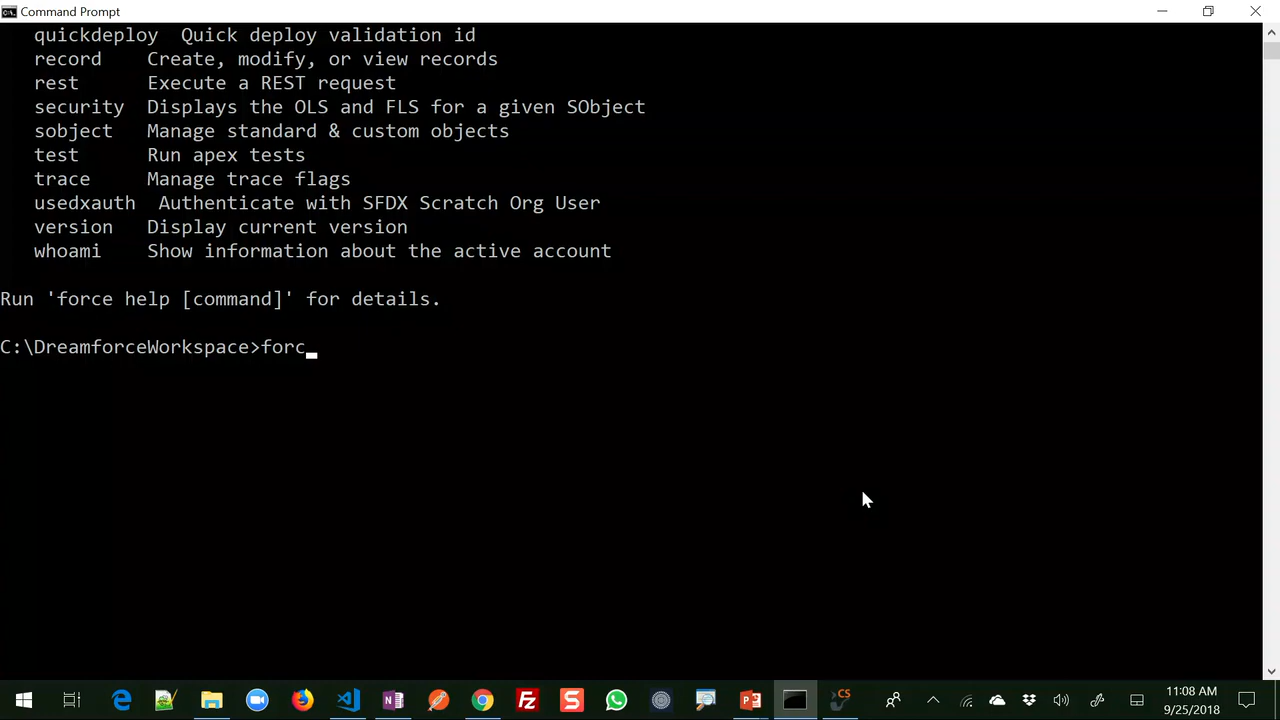 Command Prompt
quickdeploy  Quick deploy validation id
record    Create, modify, or view records
rest      Execute a REST request
security  Displays the OLS and FLS for a given SObject
sobject   Manage standard & custom objects
test      Run apex tests
trace     Manage trace flags
usedxauth  Authenticate with SFDX Scratch Org User
version   Display current version
whoami    Show information about the active account
Run 'force help [command]' for details.
C:\DreamforceWorkspace>forc_
11:08 AM
9/25/2018